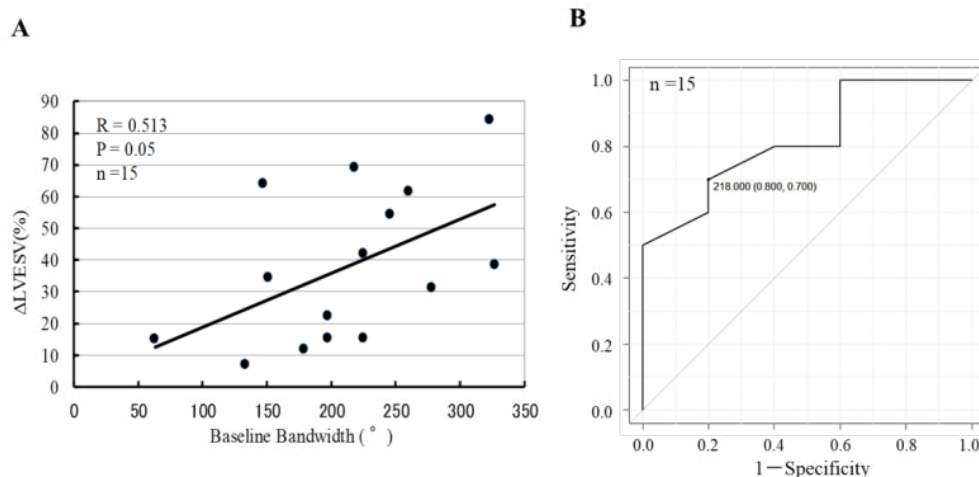 A
B
R = 0.513
P = 0.05
n =15
ΔLVESV(%)
90
80
70
60
50
40
30
20
10
0
0 50 100 150 200 250 300 350
Baseline Bandwidth ( ° )
n =15
218.000 (0.800, 0.700)
Sensitivity
1.0
0.8
0.6
0.4
0.2
0.0
0.0 0.2 0.4 0.6 0.8 1.0
1—Specificity